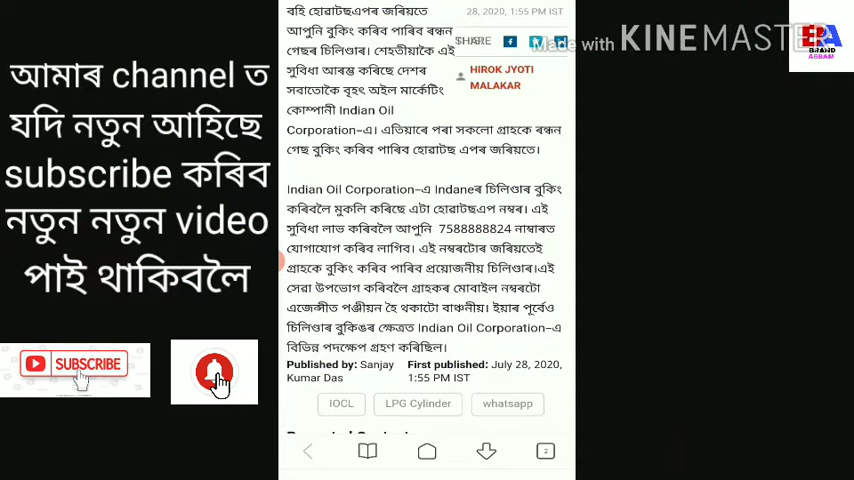 আমাৰ channel ত
যদি নতুন আহিছে
subscribe কৰিব
নতুন নতুন video
পাই থাকিবলৈ
SUBSCRIBE
বহি হোৱাটছএপৰ জৰিয়তে
আপুনি বুকিং কৰিব পাৰিব ৰন্ধন
গেছৰ চিলিণ্ডাৰ। শেহতীয়াকৈ এই
সুবিধা আৰম্ভ কৰিছে দেশৰ
সবাতোকৈ বৃহৎ অইল মাৰ্কেটিং
কোম্পানী Indian Oil
Corporation–এ। এতিয়াৰে পৰা সকলো গ্ৰাহকে ৰন্ধন
গেছ বুকিং কৰিব পাৰিব হোৱাটছ এপৰ জৰিয়তে।
28, 2020, 1:55 PM IST
SHARE
HIROK JYOTI
MALAKAR
Indian Oil Corporation–এ Indaneৰ চিলিণ্ডাৰ বুকিং
কৰিবলৈ মুকলি কৰিছে এটা হোৱাটছএপ নম্বৰ। এই
সুবিধা লাভ কৰিবলৈ আপুনি 7588888824 নাম্বাৰত
যোগাযোগ কৰিব লাগিব। এই নম্বৰটোৰ জৰিয়তেই
গ্ৰাহকে বুকিং কৰিব পাৰিব প্ৰয়োজনীয় চিলিণ্ডাৰ।এই
সেৱা উপভোগ কৰিবলৈ গ্ৰাহকৰ মোবাইল নম্বৰটো
এজেন্সীত পঞ্জীয়ন হৈ থকাটো বাঞ্চনীয়। ইয়াৰ পূৰ্বেও
চিলিণ্ডাৰ বুকিঙৰ ক্ষেত্ৰত Indian Oil Corporation–এ
বিভিন্ন পদক্ষেপ গ্ৰহণ কৰিছিল।
Published by: Sanjay
Kumar Das
First published: July 28, 2020,
1:55 PM IST
IOCL
LPG Cylinder
whatsapp
2
Made with KINEMASTER
BRAND
ABBAM